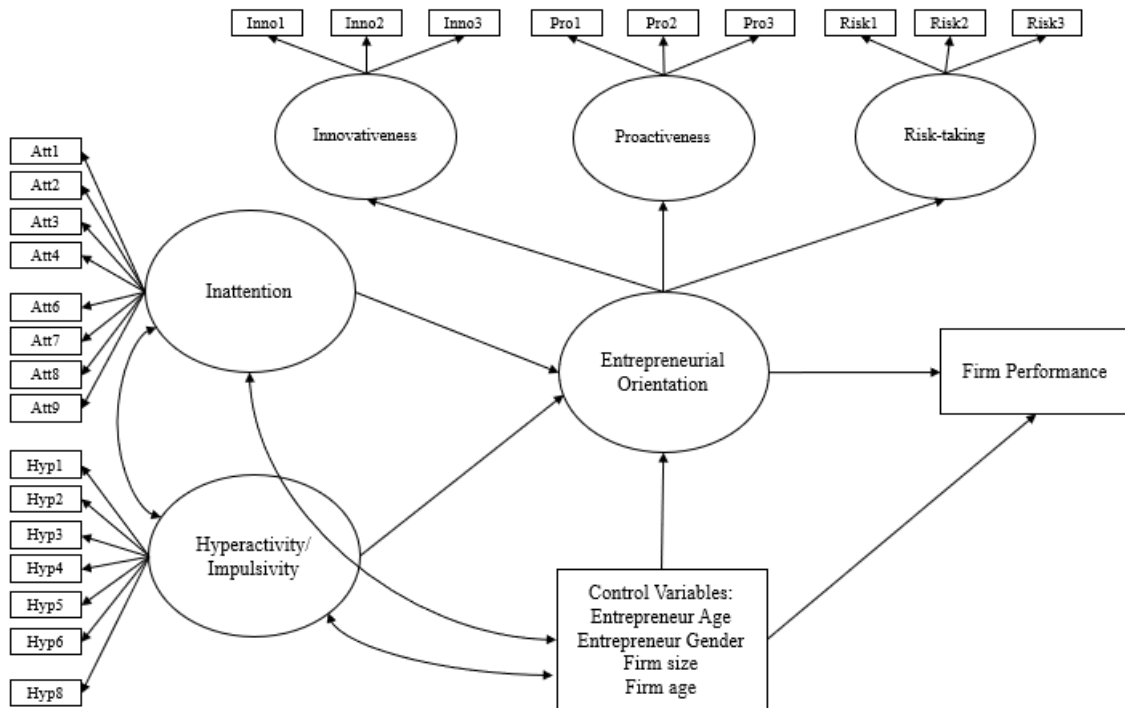 Inno1
Inno2
Inno3
Pro1
Pro2
Pro3
Risk1
Risk2
Risk3
Innovativeness
Proactiveness
Risk-taking
Att1
Att2
Att3
Att4
Att6
Att7
Att8
Att9
Inattention
Entrepreneurial
Orientation
Firm Performance
Hyp1
Hyp2
Hyp3
Hyp4
Hyp5
Hyp6
Hyp8
Hyperactivity/
Impulsivity
Control Variables:
Entrepreneur Age
Entrepreneur Gender
Firm size
Firm age